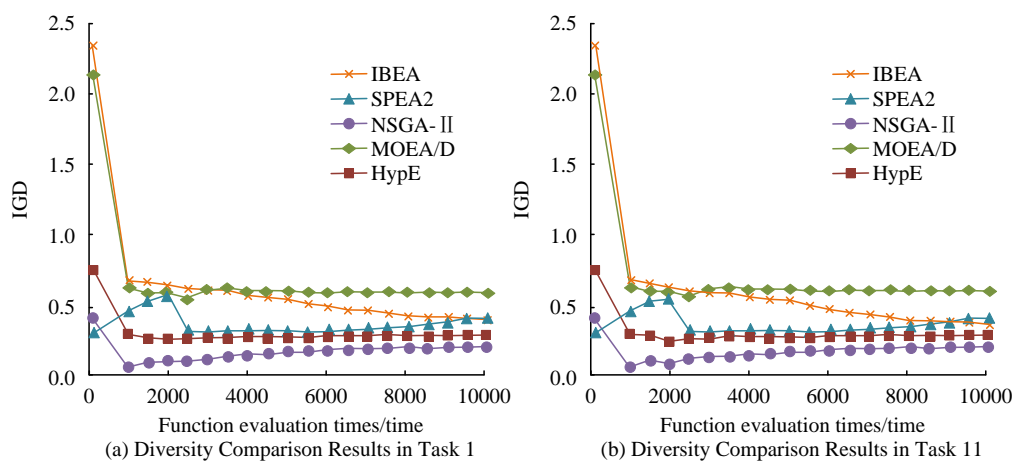 2.5
2.0
1.5
1.0
0.5
0.0
IGD
IBEA
SPEA2
NSGA-Ⅱ
MOEA/D
HypE
0 2000 4000 6000 8000 10000
Function evaluation times/time
(a) Diversity Comparison Results in Task 1
2.5
2.0
1.5
1.0
0.5
0.0
IGD
IBEA
SPEA2
NSGA-Ⅱ
MOEA/D
HypE
0 2000 4000 6000 8000 10000
Function evaluation times/time
(b) Diversity Comparison Results in Task 11